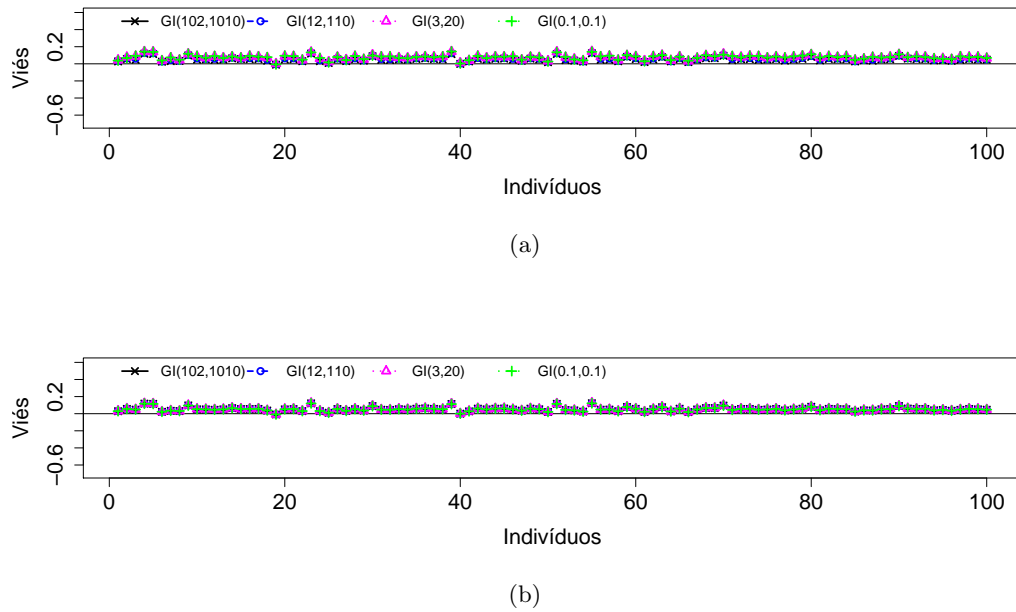 GI(102,1010) GI(12,110) GI(3,20) GI(0.1,0.1)
Viés
0.2
−0.6
0 20 40 60 80 100
Indivíduos
(a)
GI(102,1010) GI(12,110) GI(3,20) GI(0.1,0.1)
Viés
0.2
−0.6
0 20 40 60 80 100
Indivíduos
(b)